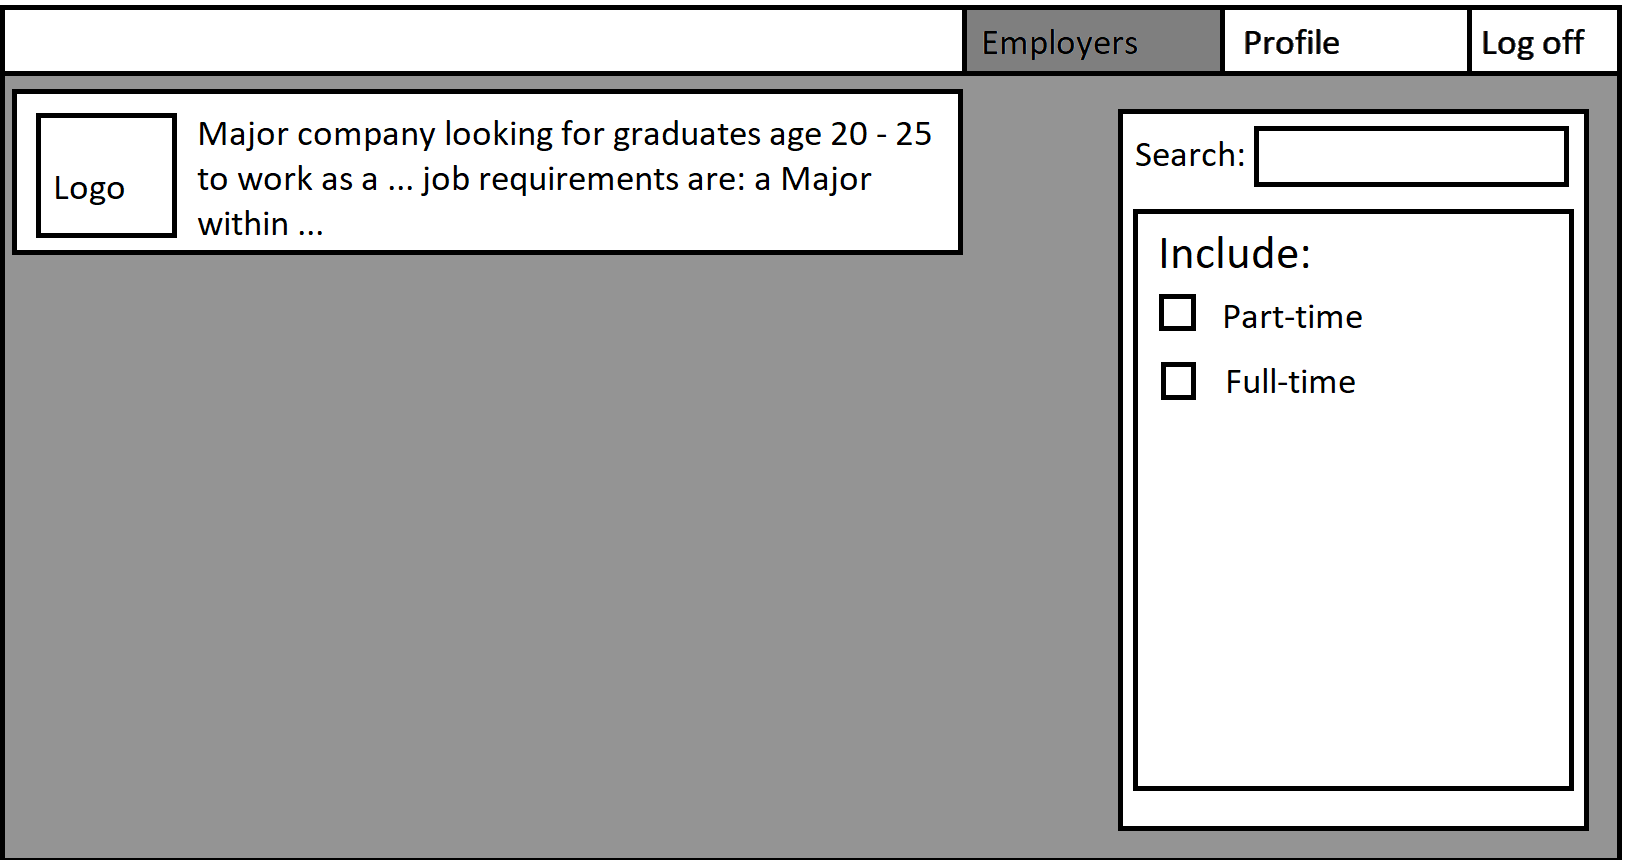 Employers
Profile
Log off
Logo
Major company looking for graduates age 20 - 25
to work as a ... job requirements are: a Major
within ...
Search:
Include:
Part-time
Full-time